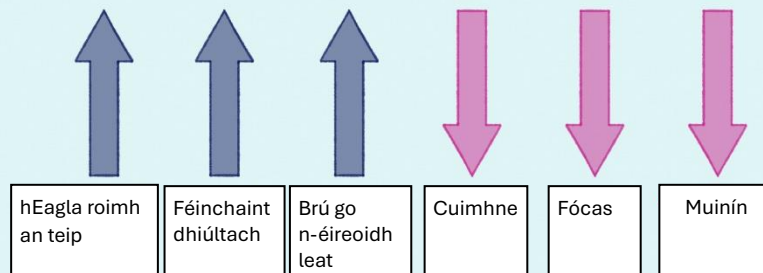 hEagla roimh
an teip
Féinchaint
dhiúltach
Brú go
n-éireoidh
leat
Cuimhne
Fócas
Muinín